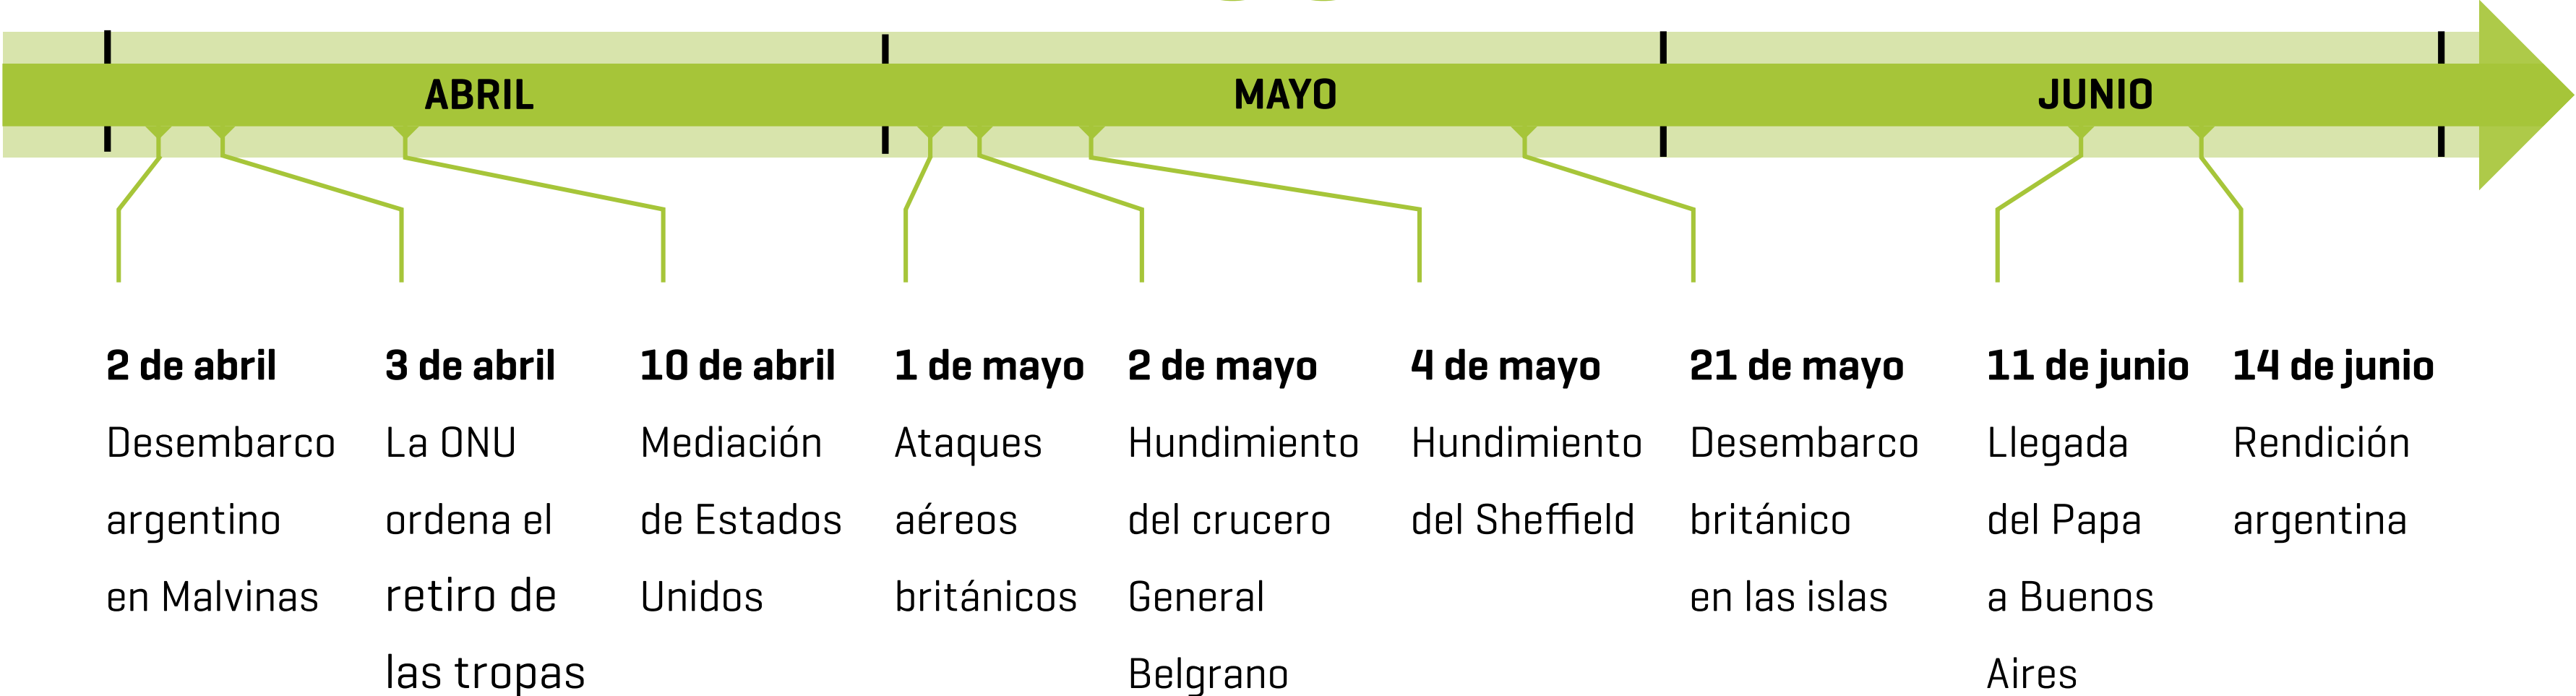 ABRIL
MAYO
JUNIO
2 de abril
Desembarco
argentino
en Malvinas
3 de abril
La ONU
ordena el
retiro de
las tropas
10 de abril
Mediación
de Estados
Unidos
1 de mayo
Ataques
aéreos
británicos
2 de mayo
Hundimiento
del crucero
General
Belgrano
4 de mayo
Hundimiento
del Sheffield
21 de mayo
Desembarco
británico
en las islas
11 de junio
Llegada
del Papa
a Buenos
Aires
14 de junio
Rendición
argentina